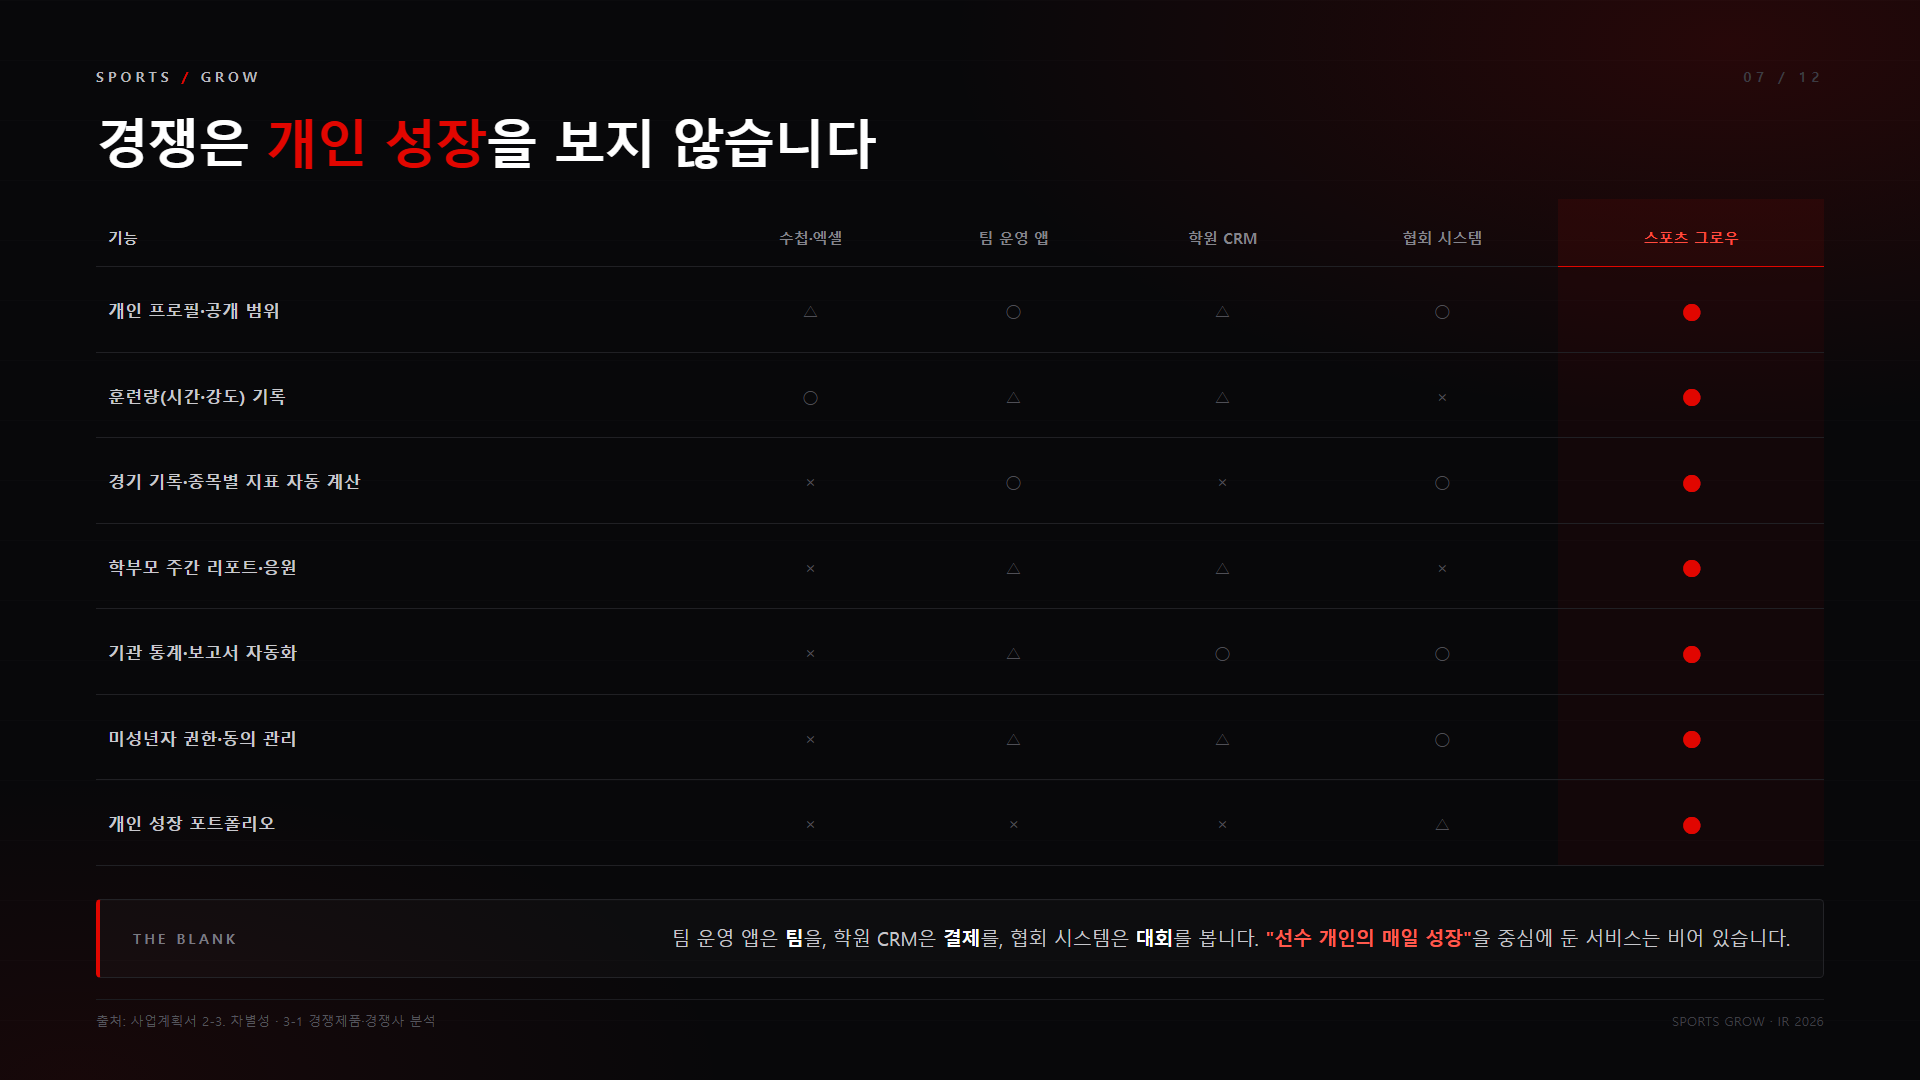 SPORTS / GROW
07 / 12
경쟁은 개인 성장을 보지 않습니다
기능 수첩·엑셀 팀 운영 앱 학원 CRM 협회 시스템 스포츠 그로우
개인 프로필·공개 범위 △ ○ △ ○ ●
훈련량(시간·강도) 기록 ○ △ △ × ●
경기 기록·종목별 지표 자동 계산 × ○ × ○ ●
학부모 주간 리포트·응원 × △ △ × ●
기관 통계·보고서 자동화 × △ ○ ○ ●
미성년자 권한·동의 관리 × △ △ ○ ●
개인 성장 포트폴리오 × × × △ ●
THE BLANK
팀 운영 앱은 팀을, 학원 CRM은 결제를, 협회 시스템은 대회를 봅니다. "선수 개인의 매일 성장"을 중심에 둔 서비스는 비어 있습니다.
출처: 사업계획서 2-3. 차별성 · 3-1 경쟁제품·경쟁사 분석
SPORTS GROW · IR 2026